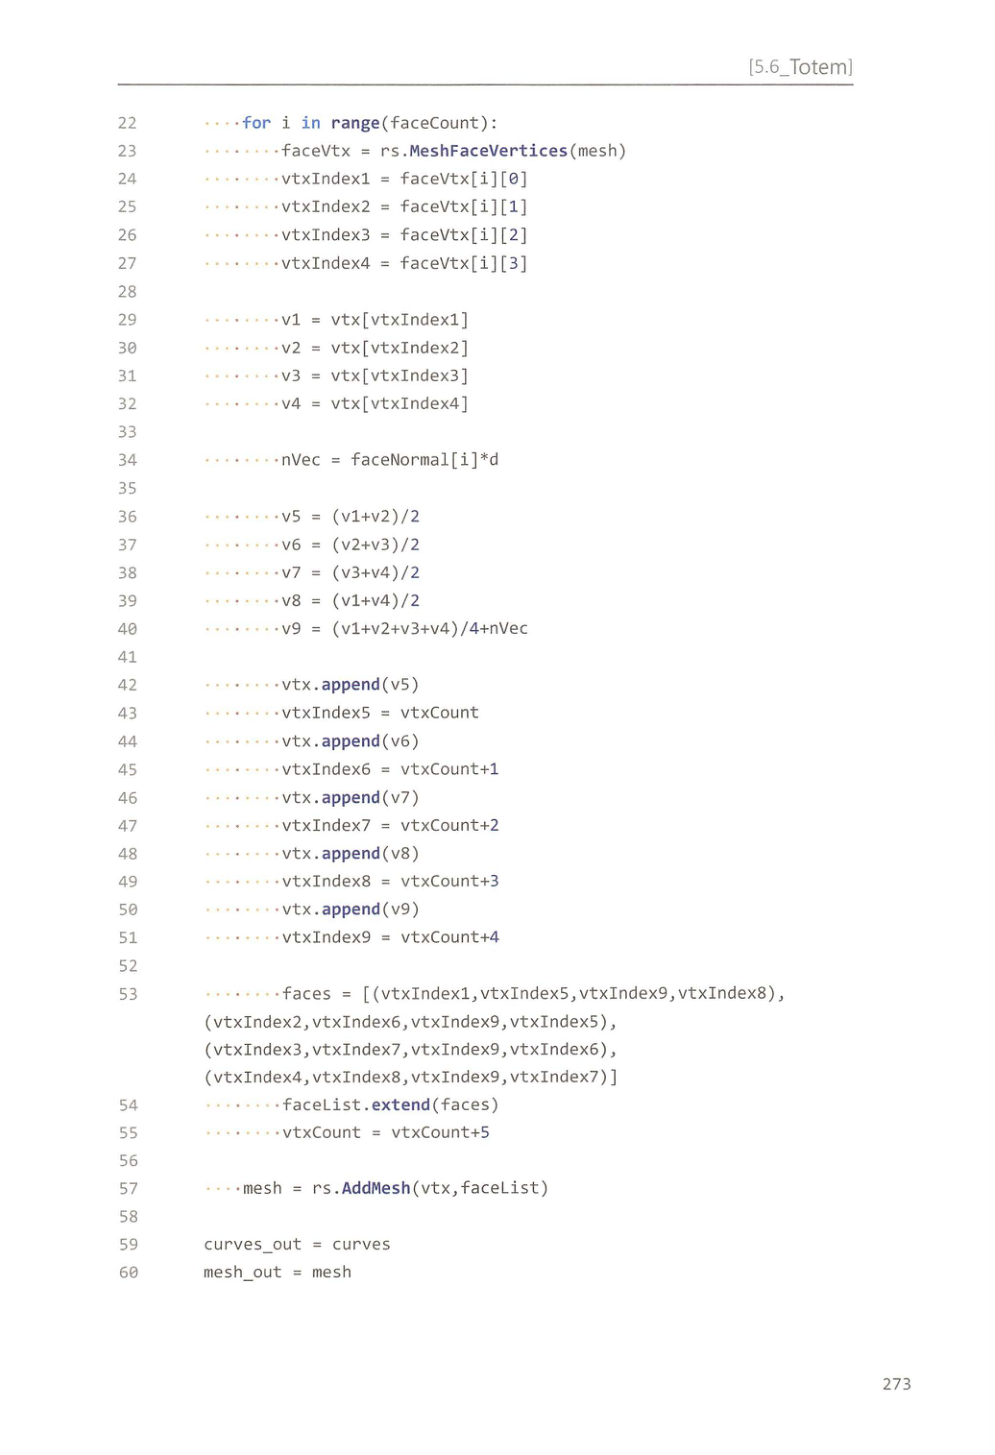 [5.6_Totem]
22 ····for i in range(faceCount):
23 ········faceVtx = rs.MeshFaceVertices(mesh)
24 ········vtxIndex1 = faceVtx[i][0]
25 ········vtxIndex2 = faceVtx[i][1]
26 ········vtxIndex3 = faceVtx[i][2]
27 ········vtxIndex4 = faceVtx[i][3]
28
29 ········v1 = vtx[vtxIndex1]
30 ········v2 = vtx[vtxIndex2]
31 ········v3 = vtx[vtxIndex3]
32 ········v4 = vtx[vtxIndex4]
33
34 ········nVec = faceNormal[i]*d
35
36 ········v5 = (v1+v2)/2
37 ········v6 = (v2+v3)/2
38 ········v7 = (v3+v4)/2
39 ········v8 = (v1+v4)/2
40 ········v9 = (v1+v2+v3+v4)/4+nVec
41
42 ········vtx.append(v5)
43 ········vtxIndex5 = vtxCount
44 ········vtx.append(v6)
45 ········vtxIndex6 = vtxCount+1
46 ········vtx.append(v7)
47 ········vtxIndex7 = vtxCount+2
48 ········vtx.append(v8)
49 ········vtxIndex8 = vtxCount+3
50 ········vtx.append(v9)
51 ········vtxIndex9 = vtxCount+4
52
53 ········faces = [(vtxIndex1,vtxIndex5,vtxIndex9,vtxIndex8),
(vtxIndex2,vtxIndex6,vtxIndex9,vtxIndex5),
(vtxIndex3,vtxIndex7,vtxIndex9,vtxIndex6),
(vtxIndex4,vtxIndex8,vtxIndex9,vtxIndex7)]
54 ········faceList.extend(faces)
55 ········vtxCount = vtxCount+5
56
57 ····mesh = rs.AddMesh(vtx,faceList)
58
59 curves_out = curves
60 mesh_out = mesh
273